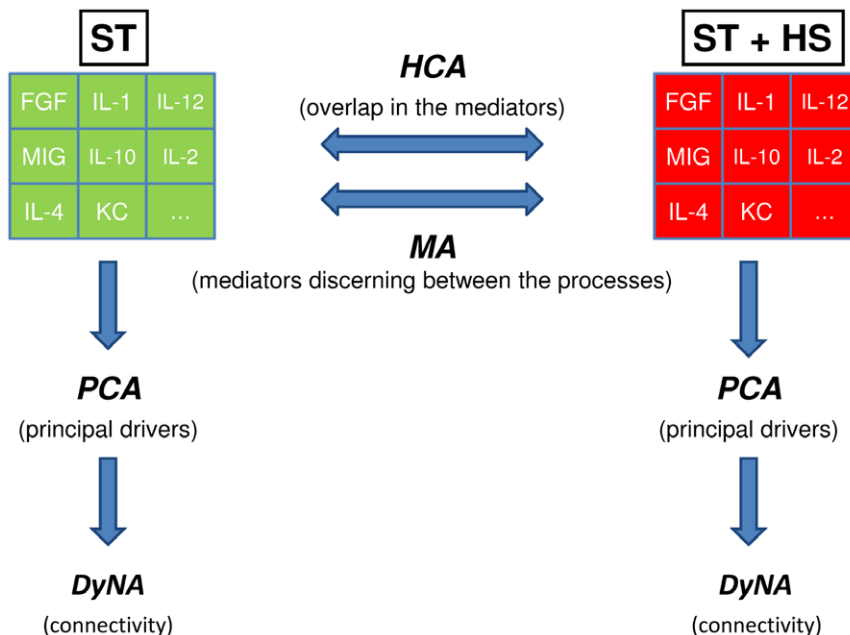 ST
FGF IL-1 IL-12
MIG IL-10 IL-2
IL-4 KC ...
HCA
(overlap in the mediators)
MA
(mediators discerning between the processes)
ST + HS
FGF IL-1 IL-12
MIG IL-10 IL-2
IL-4 KC ...
PCA
(principal drivers)
DyNA
(connectivity)
PCA
(principal drivers)
DyNA
(connectivity)